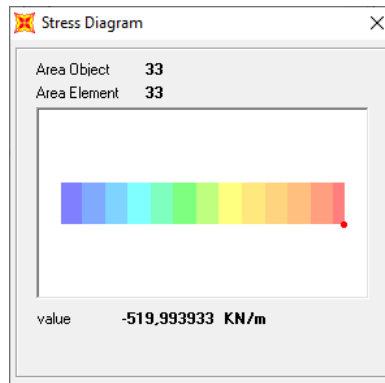 Stress Diagram
Area Object 33
Area Element 33
value -519,993933 KN/m